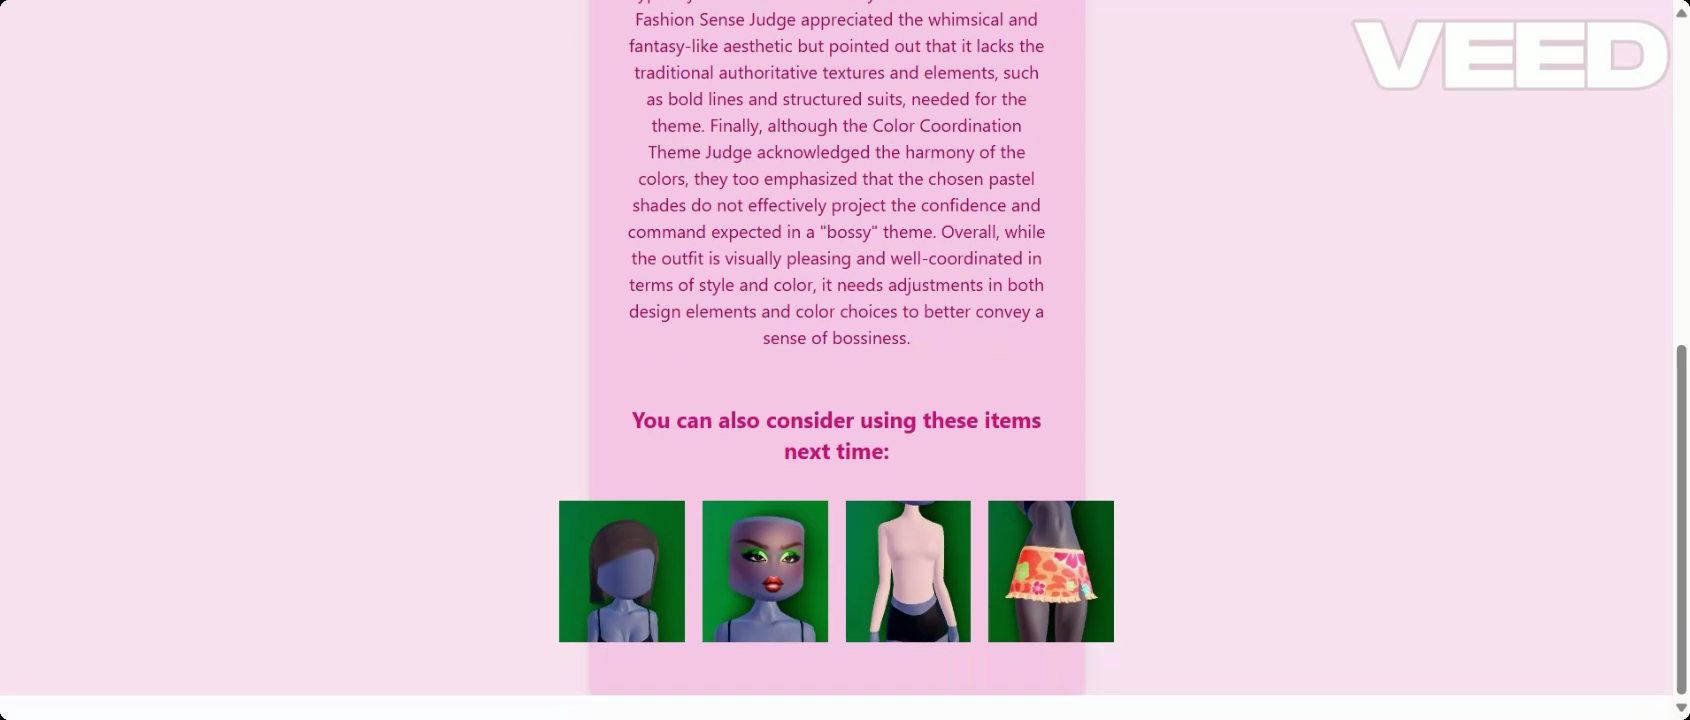 VEED
Fashion Sense Judge appreciated the whimsical and
fantasy-like aesthetic but pointed out that it lacks the
traditional authoritative textures and elements, such
as bold lines and structured suits, needed for the
theme. Finally, although the Color Coordination
Theme Judge acknowledged the harmony of the
colors, they too emphasized that the chosen pastel
shades do not effectively project the confidence and
command expected in a "bossy" theme. Overall, while
the outfit is visually pleasing and well-coordinated in
terms of style and color, it needs adjustments in both
design elements and color choices to better convey a
sense of bossiness.
You can also consider using these items
next time: